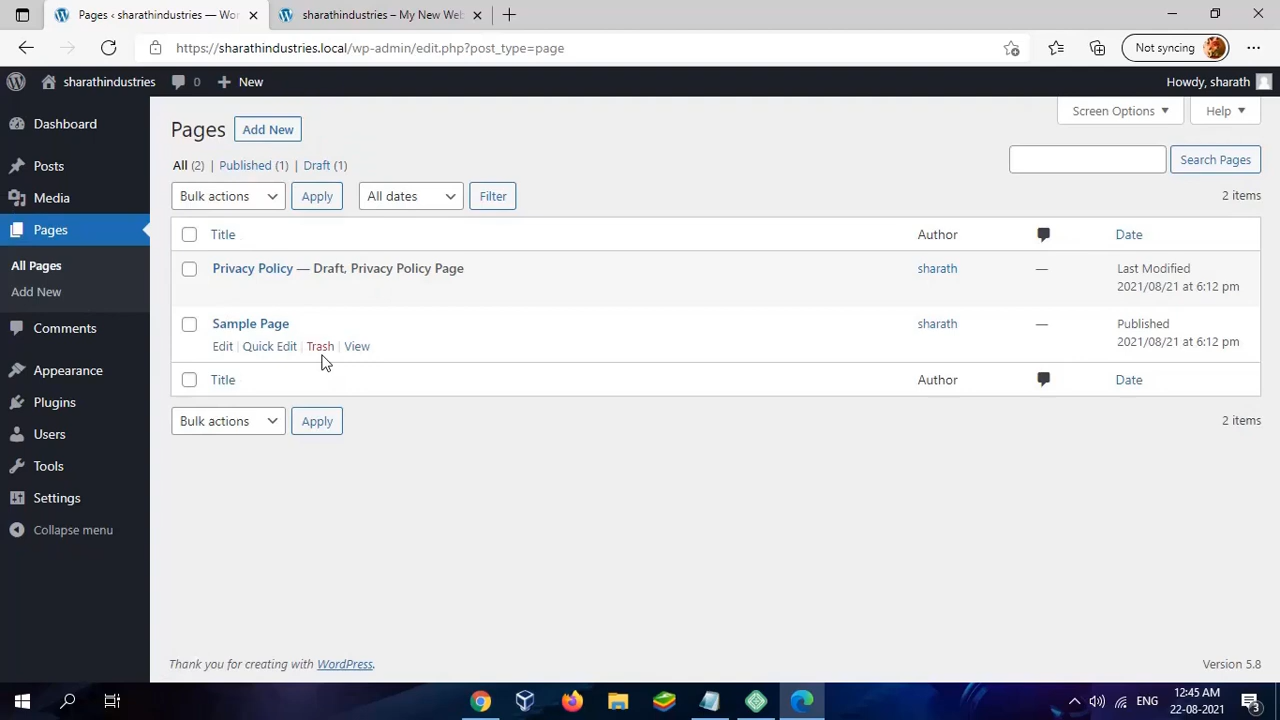 Pages ‹ sharathindustries — Wor
sharathindustries – My New Web
https://sharathindustries.local/wp-admin/edit.php?post_type=page
Not syncing
sharathindustries
0
New
Howdy, sharath
Dashboard
Posts
Media
Pages
All Pages
Add New
Comments
Appearance
Plugins
Users
Tools
Settings
Collapse menu
Screen Options
Help
Pages
Add New
All (2) | Published (1) | Draft (1)
Search Pages
Bulk actions
Apply
All dates
Filter
2 items
Title
Author
Date
Privacy Policy — Draft, Privacy Policy Page
sharath
—
Last Modified
2021/08/21 at 6:12 pm
Sample Page
Edit | Quick Edit | Trash | View
sharath
—
Published
2021/08/21 at 6:12 pm
Title
Author
Date
Bulk actions
Apply
2 items
Thank you for creating with WordPress.
Version 5.8
ENG
12:45 AM
22-08-2021
3